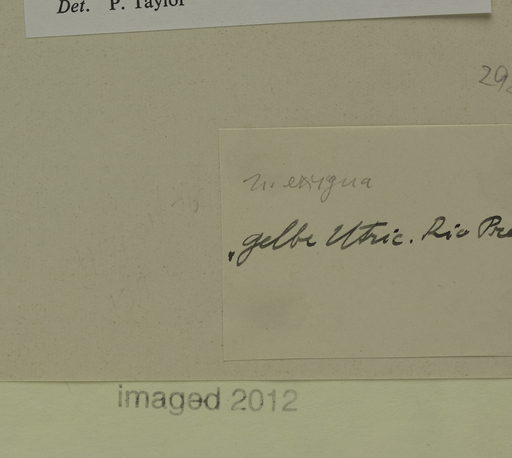 Det. P. Taylor
29
n. exigua
„gelbe Utric. Rio Pre
imaged 2012